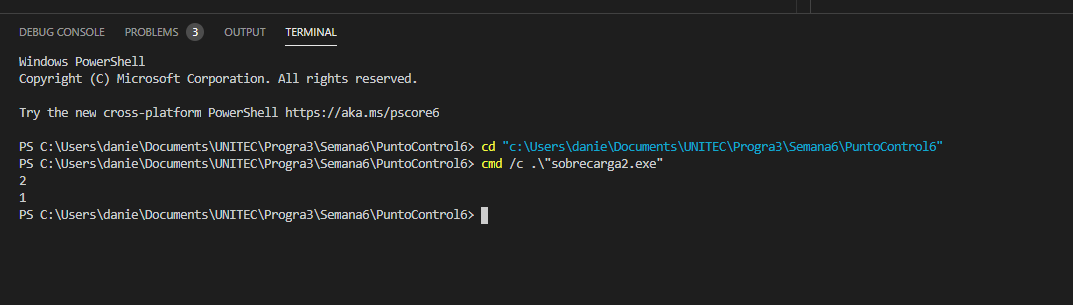 DEBUG CONSOLE PROBLEMS 3 OUTPUT TERMINAL
Windows PowerShell
Copyright (C) Microsoft Corporation. All rights reserved.
Try the new cross-platform PowerShell https://aka.ms/pscore6
PS C:\Users\danie\Documents\UNITEC\Progra3\Semana6\PuntoControl6> cd "c:\Users\danie\Documents\UNITEC\Progra3\Semana6\PuntoControl6"
PS C:\Users\danie\Documents\UNITEC\Progra3\Semana6\PuntoControl6> cmd /c .\"sobrecarga2.exe"
2
1
PS C:\Users\danie\Documents\UNITEC\Progra3\Semana6\PuntoControl6>